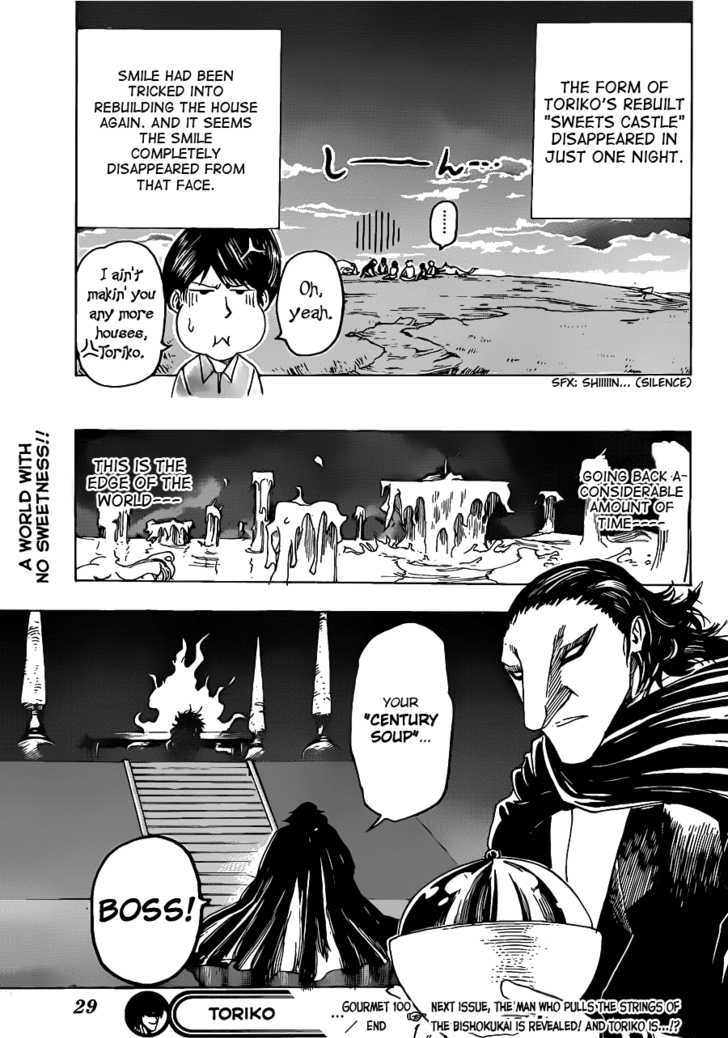 THE FORM OF
TORIKO'S REBUILT
"SWEETS CASTLE"
DISAPPEARED IN
JUST ONE NIGHT.
SMILE HAD BEEN
TRICKED INTO
REBUILDING THE HOUSE
AGAIN. AND IT SEEMS
THE SMILE
COMPLETELY
DISAPPEARED FROM
THAT FACE.
しーーん…
........
Oh,
yeah.
I ain't
makin' you
any more
houses,
Toriko.
SFX: SHIIIIIN... (SILENCE)
A WORLD WITH
NO SWEETNESS!!
GOING BACK A-
CONSIDERABLE
AMOUNT OF
TIME----
THIS IS THE
EDGE OF THE
WORLD---
YOUR
"CENTURY
SOUP"...
BOSS!
29
TORIKO
...GOURMET 100
/ END
NEXT ISSUE, THE MAN WHO PULLS THE STRINGS OF
THE BISHOKUKAI IS REVEALED! AND TORIKO IS...!?